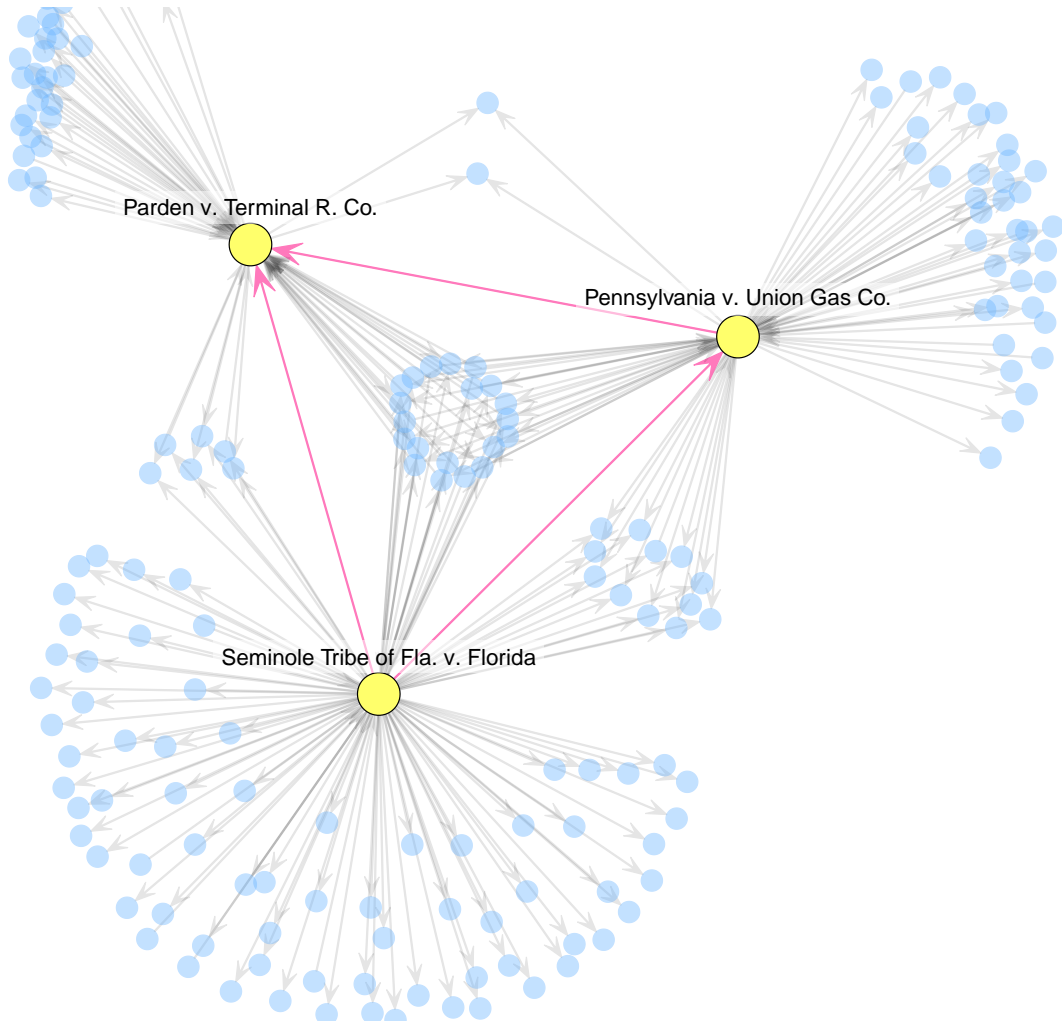 Parden v. Terminal R. Co.
Pennsylvania v. Union Gas Co.
Seminole Tribe of Fla. v. Florida